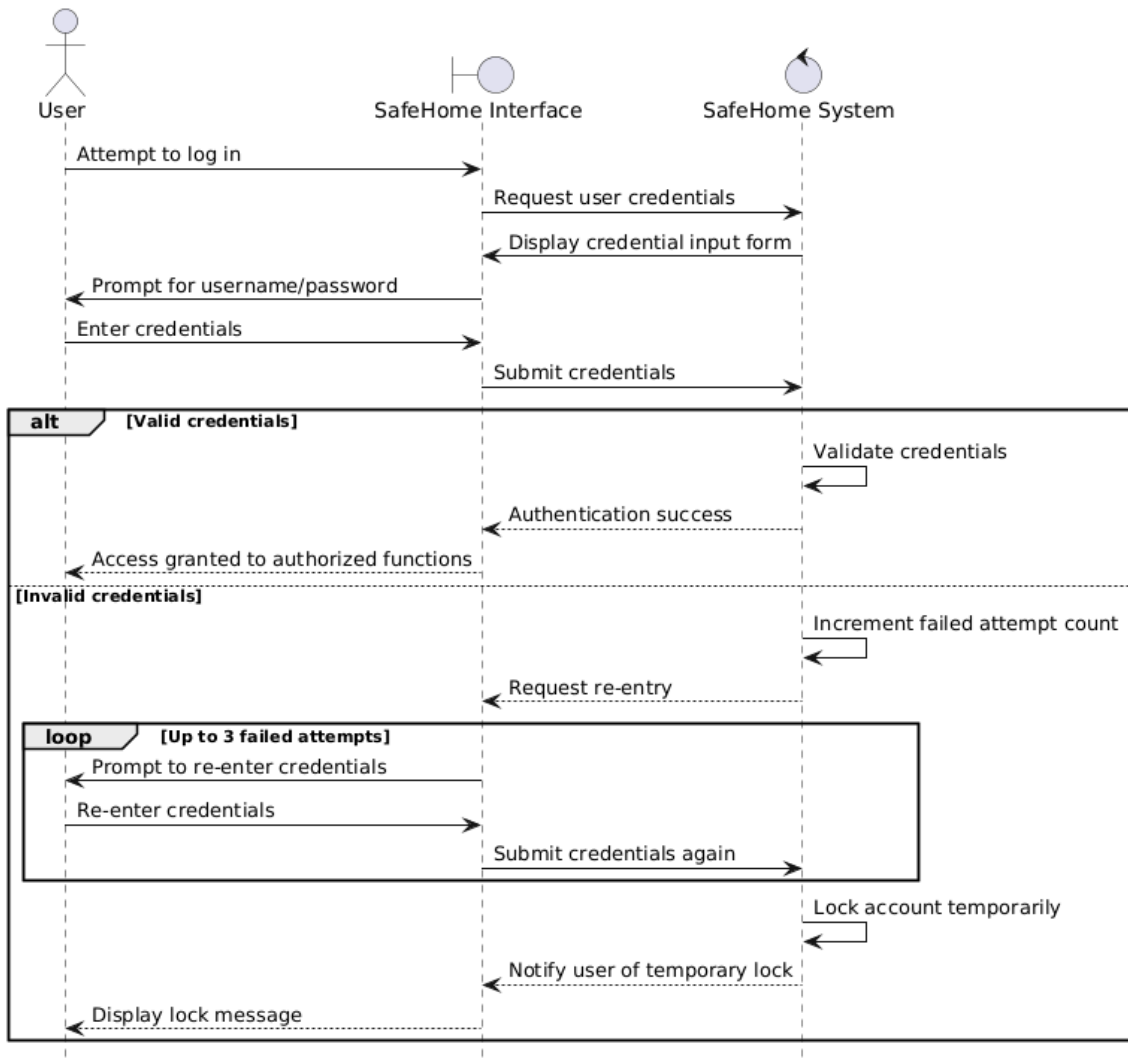 User
SafeHome Interface
SafeHome System
Attempt to log in
Request user credentials
Display credential input form
Prompt for username/password
Enter credentials
Submit credentials
alt [Valid credentials]
Validate credentials
Authentication success
Access granted to authorized functions
[Invalid credentials]
Increment failed attempt count
Request re-entry
loop [Up to 3 failed attempts]
Prompt to re-enter credentials
Re-enter credentials
Submit credentials again
Lock account temporarily
Notify user of temporary lock
Display lock message